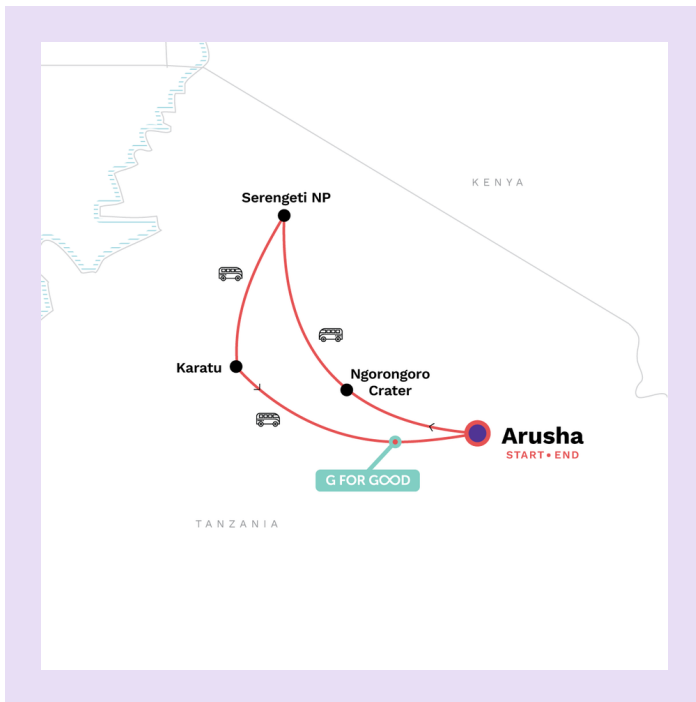 KENYA
Serengeti NP
Karatu
Ngorongoro
Crater
Arusha
START • END
G FOR GOOD
TANZANIA